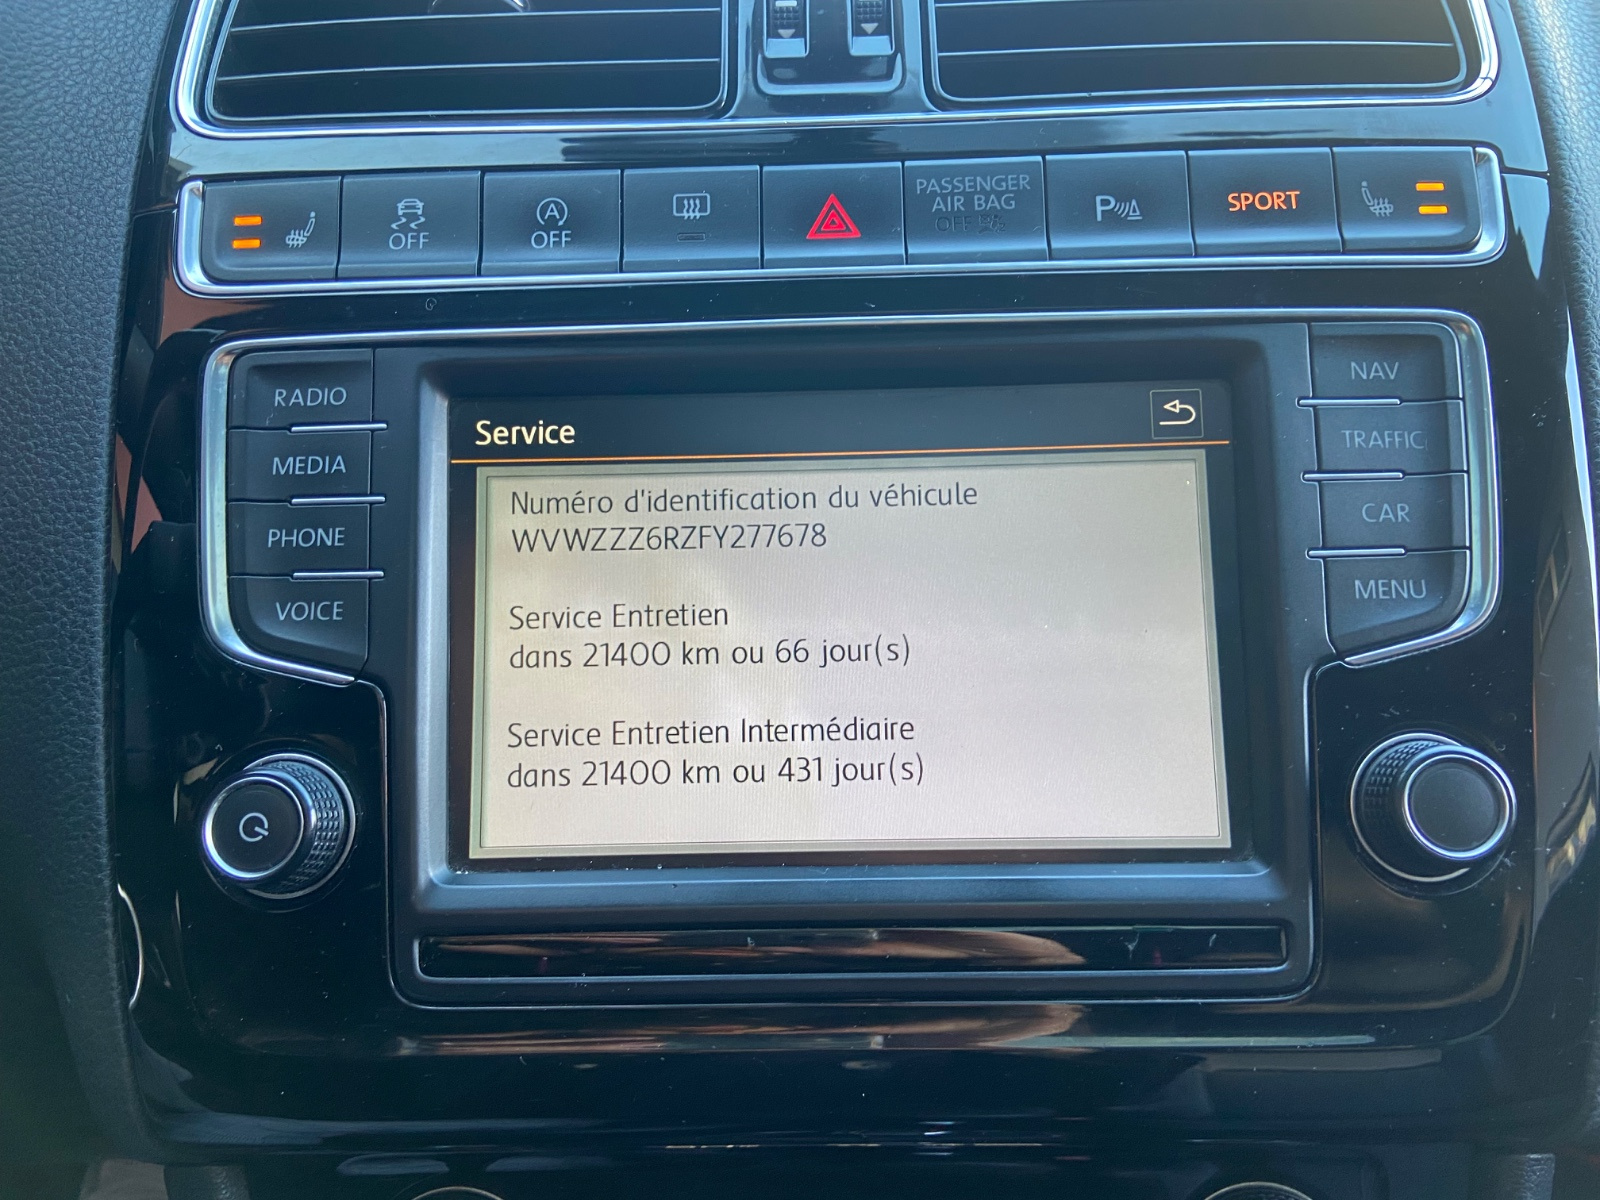 OFF
A
OFF
PASSENGER
AIR BAG
OFF
P
SPORT
RADIO
MEDIA
PHONE
VOICE
Service
Numéro d'identification du véhicule
WVWZZZ6RZFY277678
Service Entretien
dans 21400 km ou 66 jour(s)
Service Entretien Intermédiaire
dans 21400 km ou 431 jour(s)
NAV
TRAFFIC
CAR
MENU